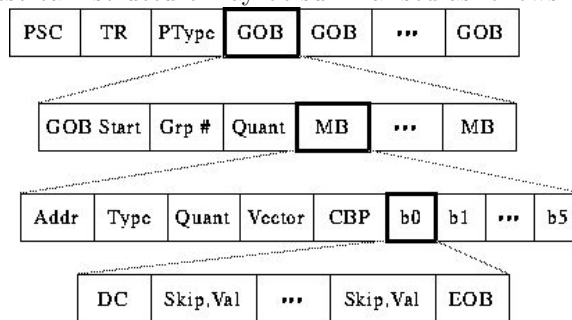 PSC TR PType GOB GOB ... GOB
GOB Start Grp # Quant MB ... MB
Addr Type Quant Vector CBP b0 b1 ... b5
DC Skip,Val ... Skip,Val EOB